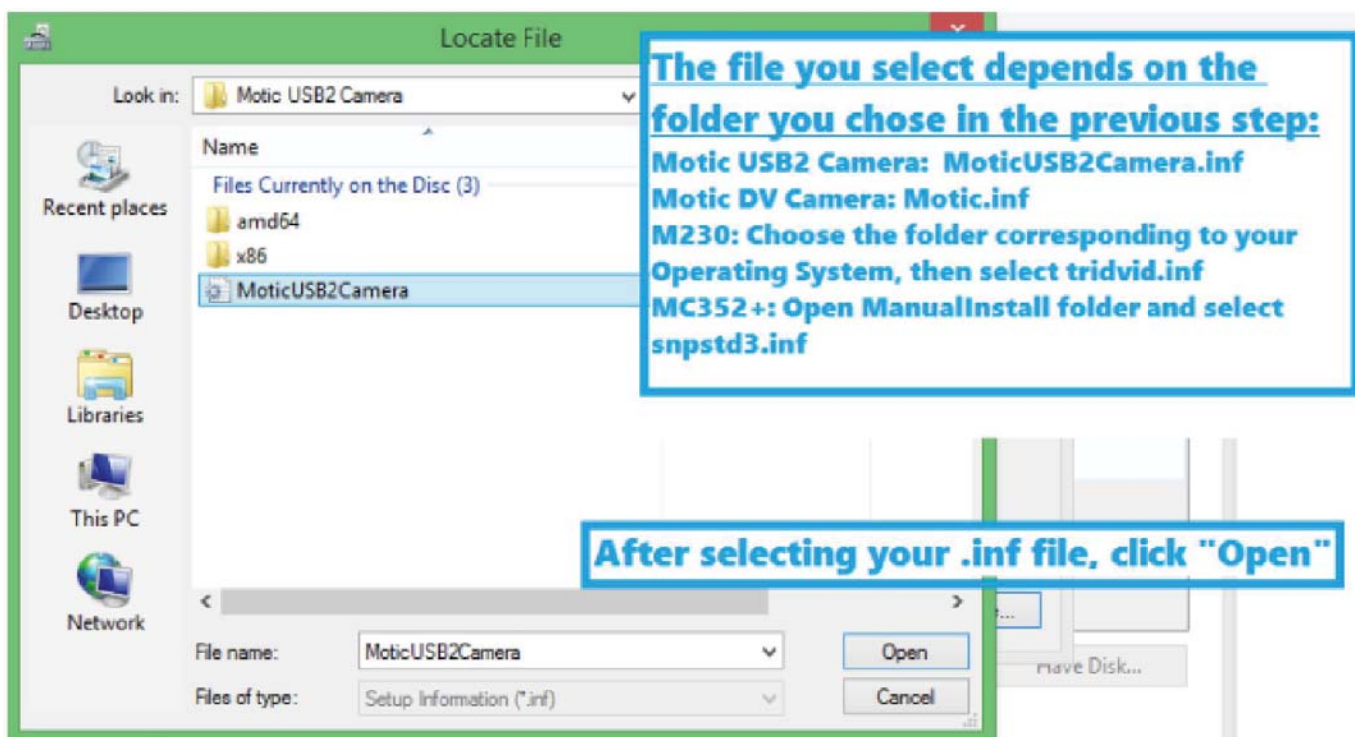 Locate File
Look in:
Motic USB2 Camera
Name
Files Currently on the Disc (3)
amd64
x86
MoticUSB2Camera
Recent places
Desktop
Libraries
This PC
Network
The file you select depends on the
folder you chose in the previous step:
Motic USB2 Camera: MoticUSB2Camera.inf
Motic DV Camera: Motic.inf
M230: Choose the folder corresponding to your
Operating System, then select tridvid.inf
MC352+: Open ManualInstall folder and select
snpstd3.inf
After selecting your .inf file, click "Open"
File name:
MoticUSB2Camera
Open
Files of type:
Setup Information (*.inf)
Cancel
Have Disk...